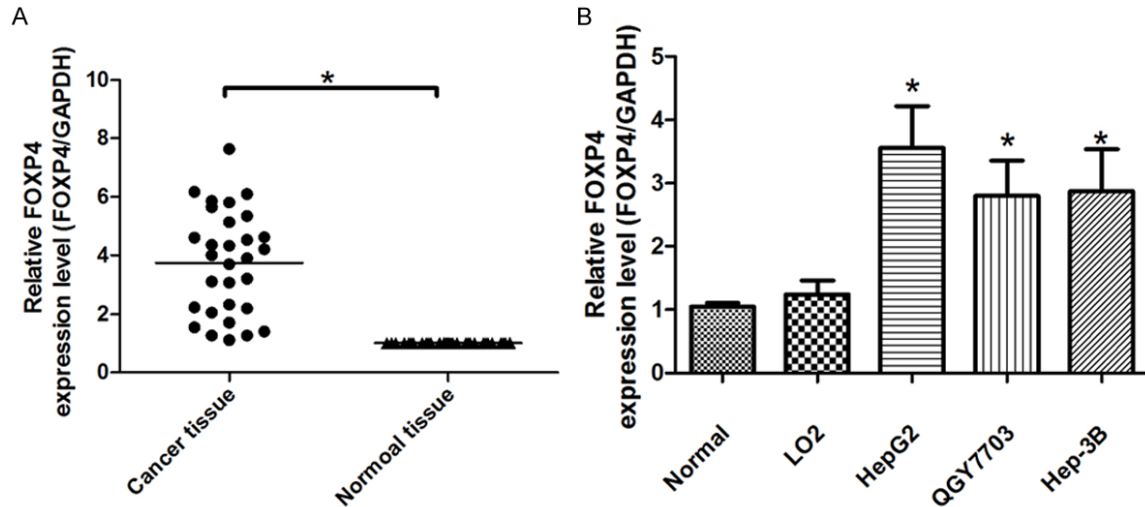 A
Relative FOXP4
expression level (FOXP4/GAPDH)
10
8
6
4
2
0
*
Cancer tissue
Normoal tissue
B
Relative FOXP4
expression level (FOXP4/GAPDH)
5
4
3
2
1
0
*
*
*
Normal
LO2
HepG2
QGY7703
Hep-3B